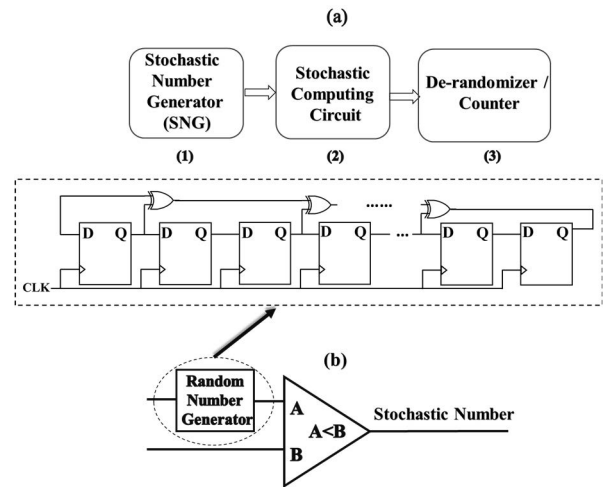 (a)
Stochastic
Number
Generator
(SNG)
Stochastic
Computing
Circuit
De-randomizer /
Counter
(1)
(2)
(3)
......
D Q D Q D Q D Q ... D Q D Q
CLK
(b)
Random
Number
Generator
A
A<B
B
Stochastic Number